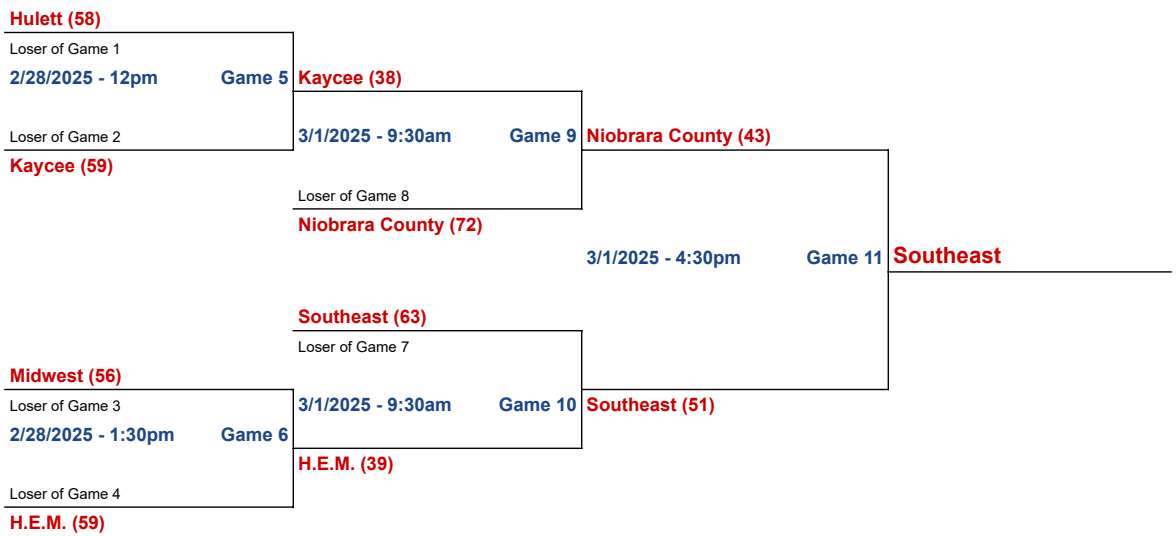 Hulett (58)
Loser of Game 1
2/28/2025 - 12pm Game 5
Kaycee (38)
Loser of Game 2
3/1/2025 - 9:30am Game 9
Niobrara County (43)
Kaycee (59)
Loser of Game 8
Niobrara County (72)
3/1/2025 - 4:30pm Game 11
Southeast
Southeast (63)
Loser of Game 7
Midwest (56)
Loser of Game 3
3/1/2025 - 9:30am Game 10
Southeast (51)
2/28/2025 - 1:30pm Game 6
H.E.M. (39)
Loser of Game 4
H.E.M. (59)